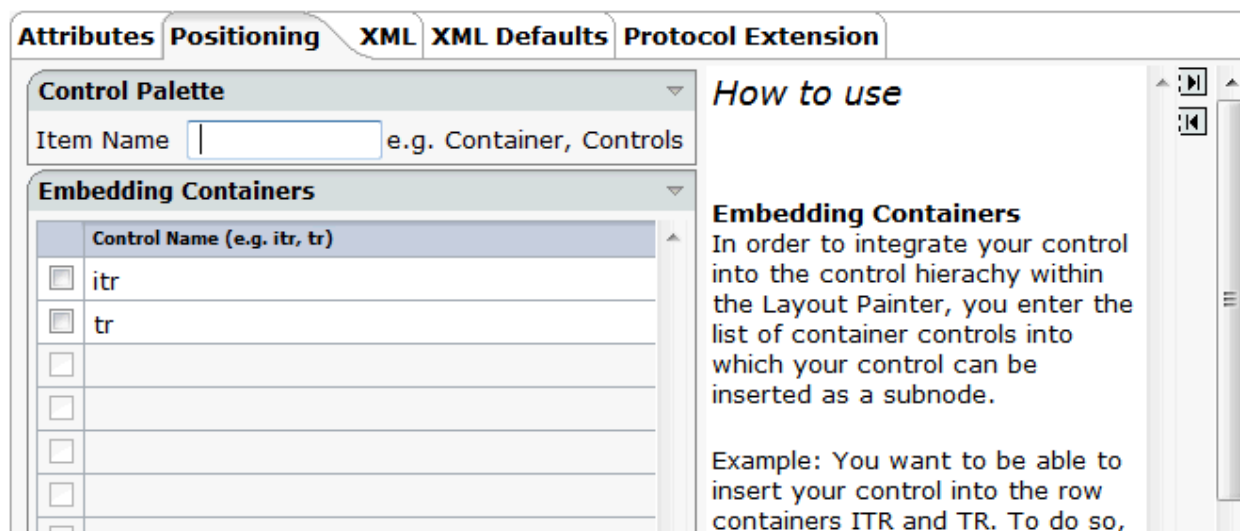 Attributes Positioning XML XML Defaults Protocol Extension
Control Palette
Item Name e.g. Container, Controls
Embedding Containers
Control Name (e.g. itr, tr)
itr
tr
How to use
Embedding Containers
In order to integrate your control
into the control hierachy within
the Layout Painter, you enter the
list of container controls into
which your control can be
inserted as a subnode.
Example: You want to be able to
insert your control into the row
containers ITR and TR. To do so,